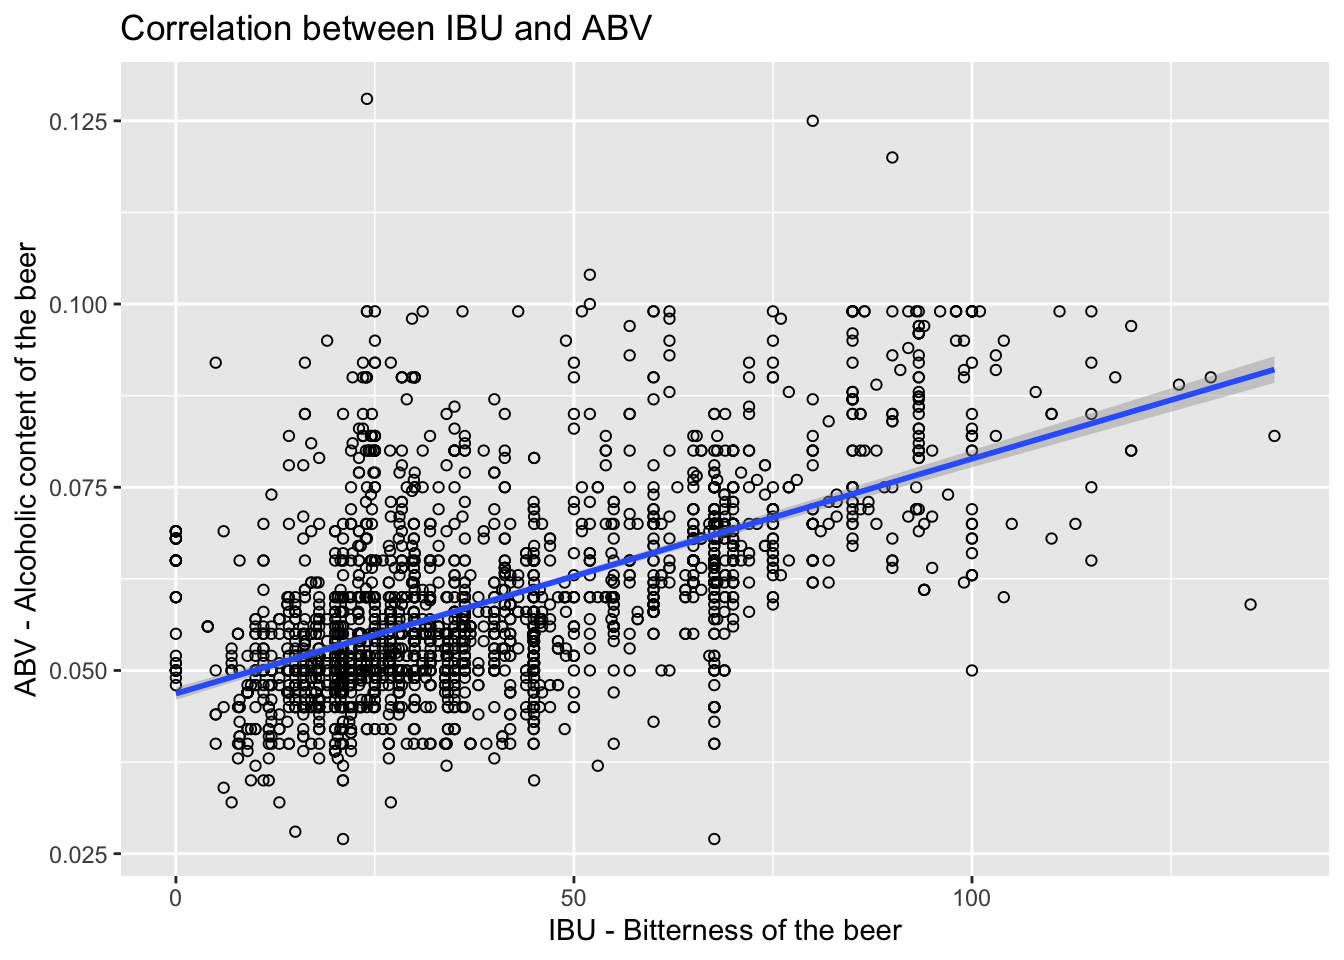 Correlation between IBU and ABV
ABV - Alcoholic content of the beer
0.125
0.100
0.075
0.050
0.025
0
50
100
IBU - Bitterness of the beer